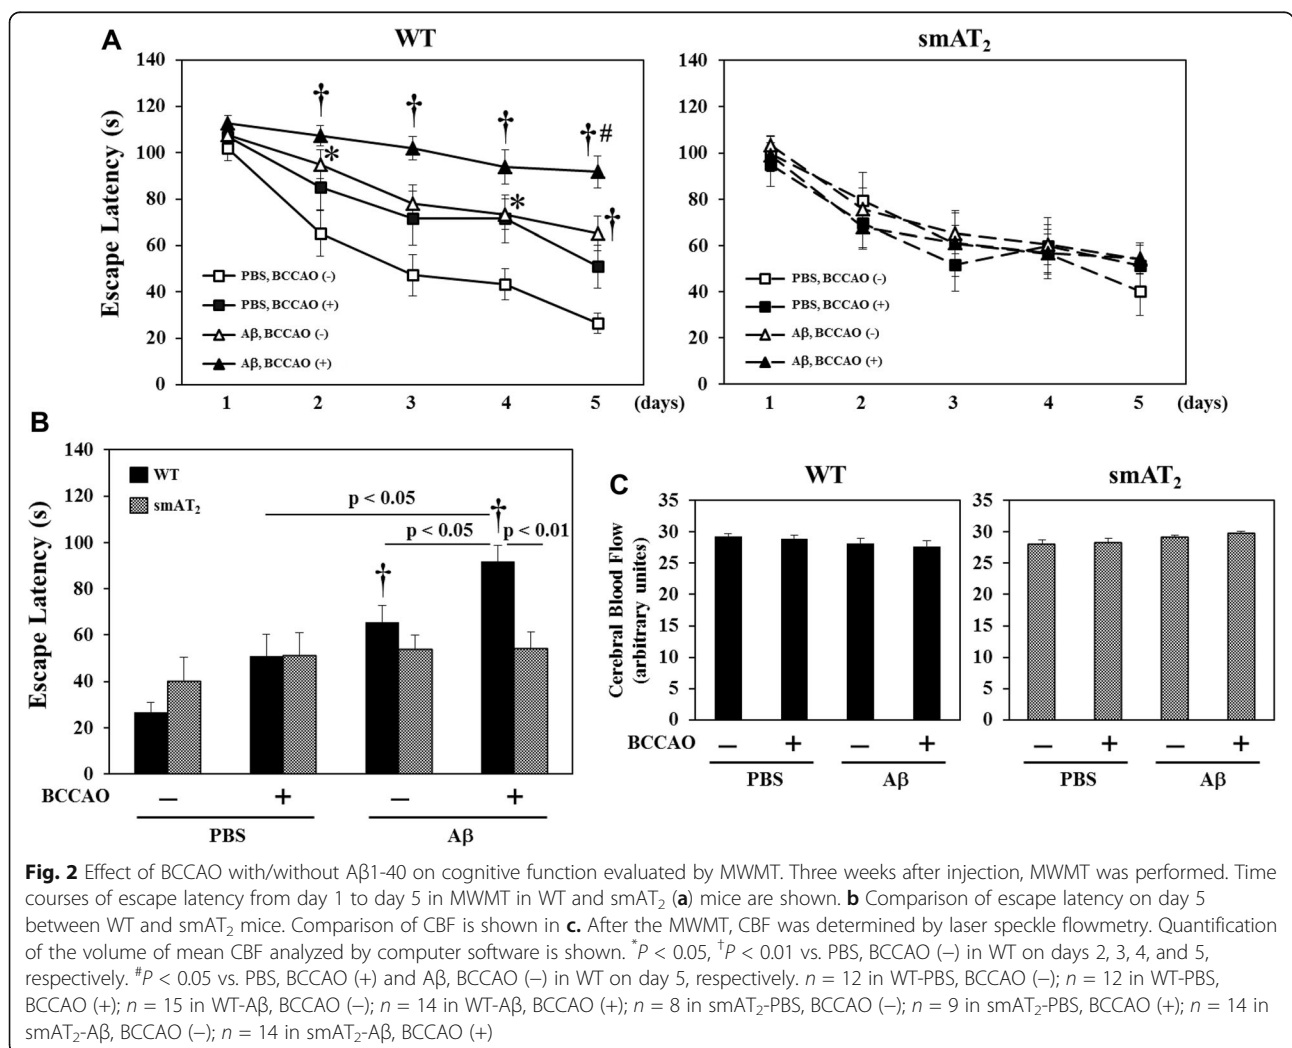 A
WT
smAT2
Escape Latency (s)
140
120
100
80
60
40
20
0
† † † †#
* * †
PBS, BCCAO (-)
PBS, BCCAO (+)
Aβ, BCCAO (-)
Aβ, BCCAO (+)
1 2 3 4 5 (days)
140
120
100
80
60
40
20
0
PBS, BCCAO (-)
PBS, BCCAO (+)
Aβ, BCCAO (-)
Aβ, BCCAO (+)
1 2 3 4 5 (days)
B
Escape Latency (s)
140
120
100
80
60
40
20
0
WT
smAT2
p < 0.05
†
p < 0.05 p < 0.01
†
BCCAO − + − +
PBS Aβ
C
WT
smAT2
Cerebral Blood Flow
(arbitrary unites)
35
30
25
20
15
10
5
0
BCCAO − + − +
PBS Aβ
35
30
25
20
15
10
5
0
− + − +
PBS Aβ
Fig. 2 Effect of BCCAO with/without Aβ1-40 on cognitive function evaluated by MWMT. Three weeks after injection, MWMT was performed. Time
courses of escape latency from day 1 to day 5 in MWMT in WT and smAT2 (a) mice are shown. b Comparison of escape latency on day 5
between WT and smAT2 mice. Comparison of CBF is shown in c. After the MWMT, CBF was determined by laser speckle flowmetry. Quantification
of the volume of mean CBF analyzed by computer software is shown. *P < 0.05, †P < 0.01 vs. PBS, BCCAO (−) in WT on days 2, 3, 4, and 5,
respectively. #P < 0.05 vs. PBS, BCCAO (+) and Aβ, BCCAO (−) in WT on day 5, respectively. n = 12 in WT-PBS, BCCAO (−); n = 12 in WT-PBS,
BCCAO (+); n = 15 in WT-Aβ, BCCAO (−); n = 14 in WT-Aβ, BCCAO (+); n = 8 in smAT2-PBS, BCCAO (−); n = 9 in smAT2-PBS, BCCAO (+); n = 14 in
smAT2-Aβ, BCCAO (−); n = 14 in smAT2-Aβ, BCCAO (+)